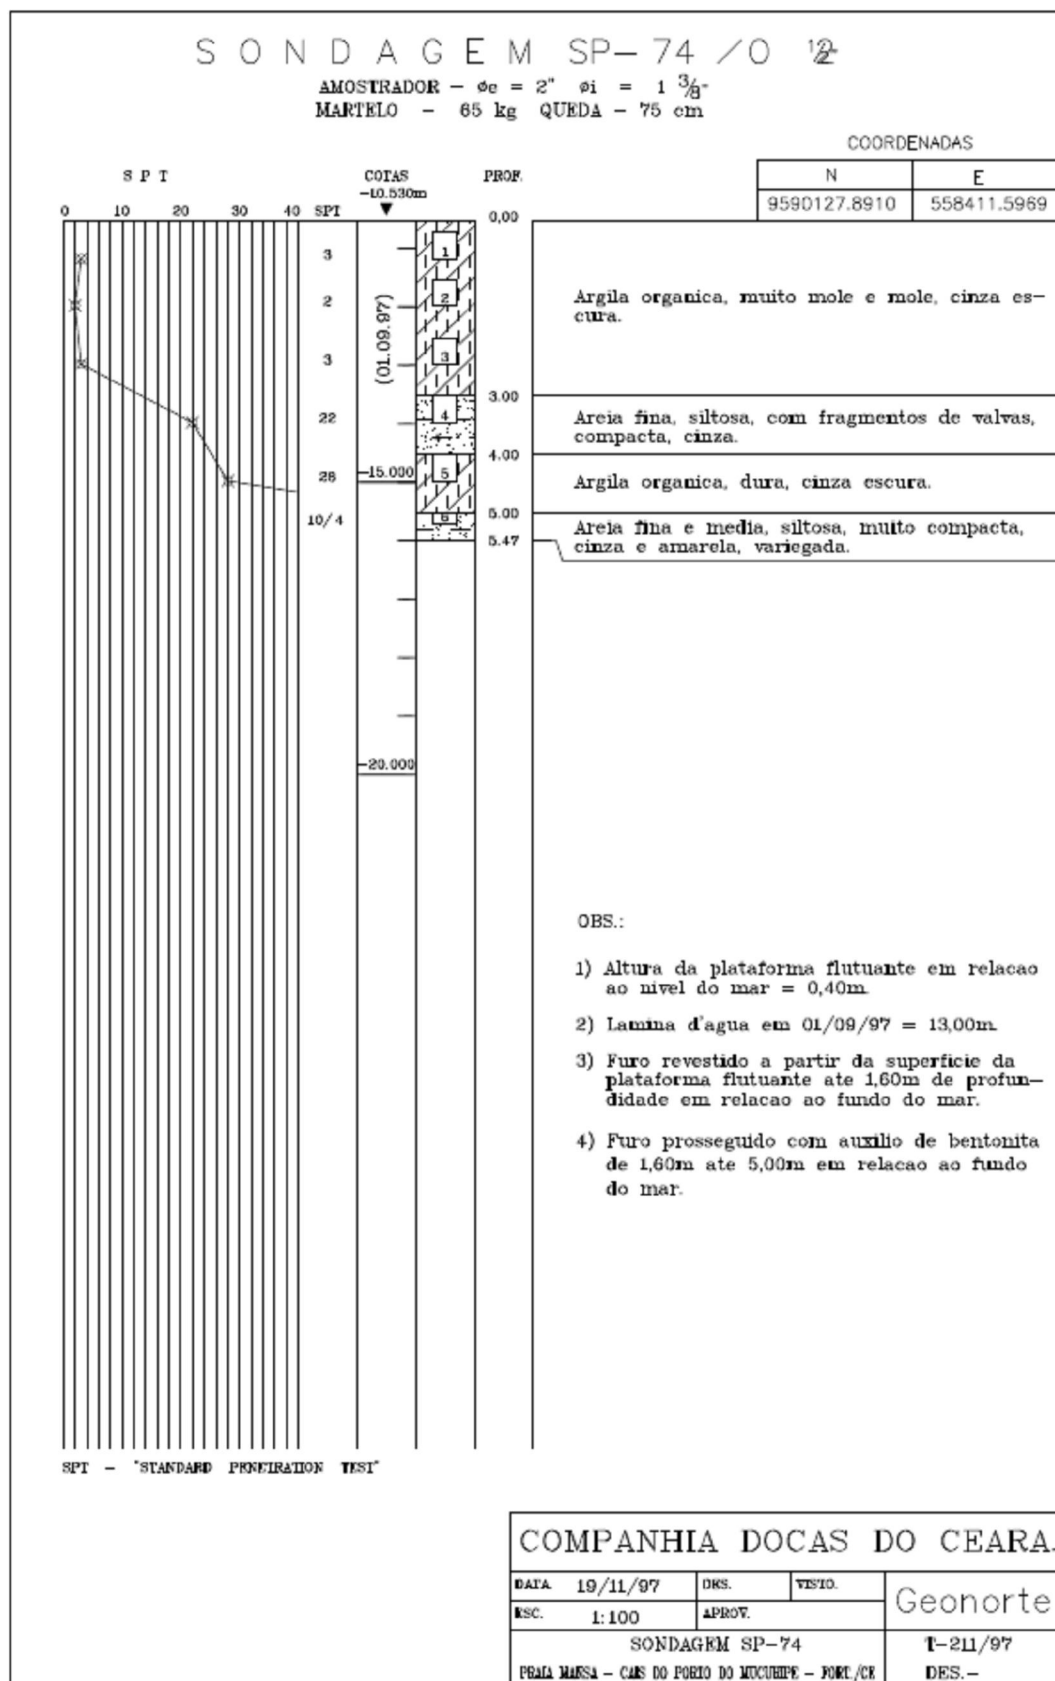 SONDAGEM SP-74 /O 1/2
AMOSTRADOR - øe = 2" øi = 1 3/8"
MARTELO - 65 kg QUEDA - 75 cm
COORDENADAS
N E
9590127.8910 558411.5969
S P T COTAS PROF.
-10.530m
0 10 20 30 40 SPT 0,00
3 1
2 2
(01.09.97)
Argila organica, muito mole e mole, cinza es-
cura.
3 3
3.00
22 4
Areia fina, siltosa, com fragmentos de valvas,
compacta, cinza.
4.00
28 -15.000 5
Argila organica, dura, cinza escura.
5.00
10/4 6
Areia fina e media, siltosa, muito compacta,
cinza e amarela, variegada.
5.47
-20.000
OBS.:
1) Altura da plataforma flutuante em relacao
ao nivel do mar = 0,40m
2) Lamina d'agua em 01/09/97 = 13,00m
3) Furo revestido a partir da superficie da
plataforma flutuante ate 1,60m de profun-
didade em relacao ao fundo do mar.
4) Furo prosseguido com auxilio de bentonita
de 1,60m ate 5,00m em relacao ao fundo
do mar.
SPT - "STANDARD PENETRATION TEST"
COMPANHIA DOCAS DO CEARA
DATA 19/11/97 DES. VISTO. Geonorte
ESC. 1:100 APROV.
SONDAGEM SP-74 T-211/97
PRAIA MANSA - CAIS DO PORTO DO MUCURIPE - FORT./CE DES.-